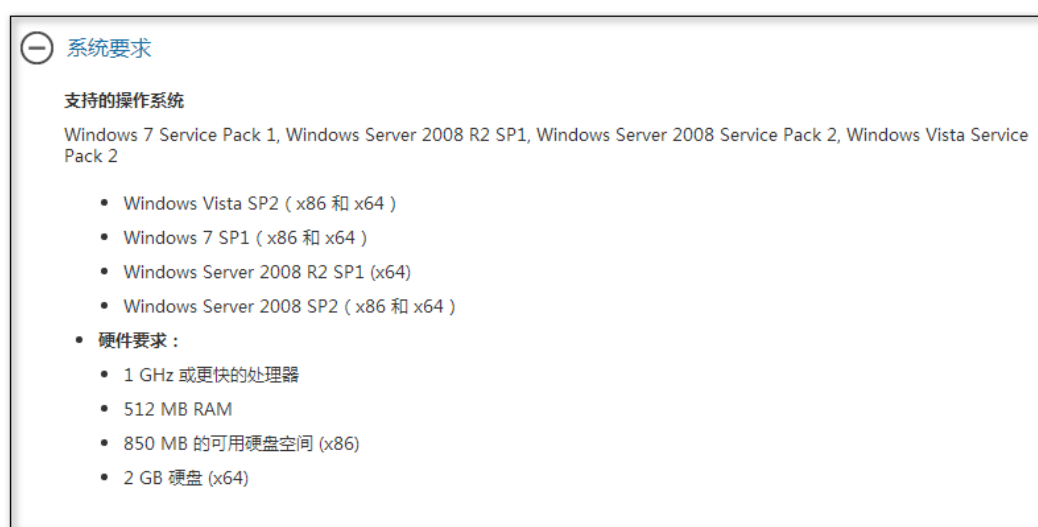 系统要求
支持的操作系统
Windows 7 Service Pack 1, Windows Server 2008 R2 SP1, Windows Server 2008 Service Pack 2, Windows Vista Service
Pack 2
• Windows Vista SP2（x86 和 x64）
• Windows 7 SP1（x86 和 x64）
• Windows Server 2008 R2 SP1 (x64)
• Windows Server 2008 SP2（x86 和 x64）
• 硬件要求：
• 1 GHz 或更快的处理器
• 512 MB RAM
• 850 MB 的可用硬盘空间 (x86)
• 2 GB 硬盘 (x64)